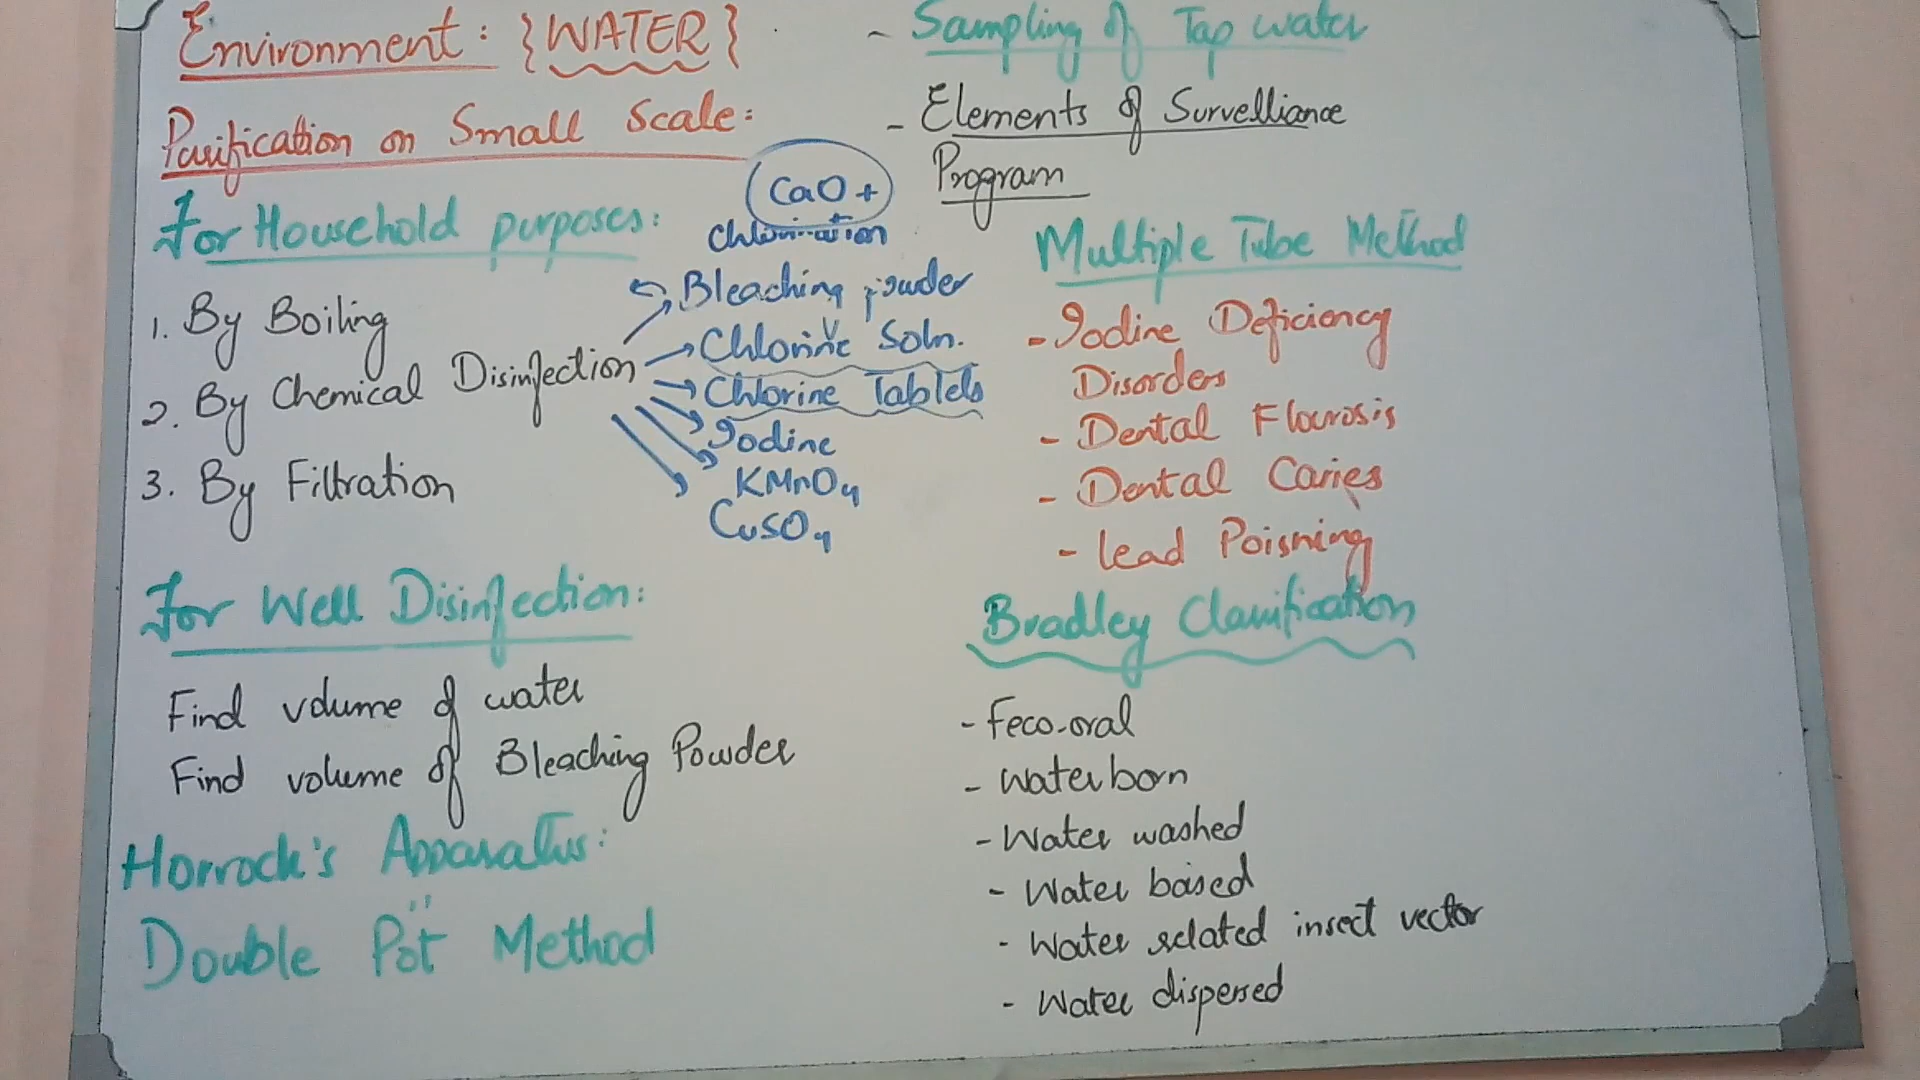 Environment: {WATER}
Purification on Small Scale:
For Household purposes:
1. By Boiling
2. By Chemical Disinfection
3. By Filtration
CaO +
Chlorination
Bleaching powder
Chlorine Soln.
Chlorine Tablets
Iodine
KMnO4
CuSO4
For Well Disinfection:
Find volume of water
Find volume of Bleaching Powder
Horrock's Apparatus:
Double Pot Method
- Sampling of Tap water
- Elements of Survelliance
Program
Multiple Tube Method
- Iodine Deficiency
Disorders
- Dental Flourosis
- Dental Caries
- lead Poisning
Bradley Classification
- Feco-oral
- Waterborn
- Water washed
- Water based
- Water related insect vector
- Water dispersed